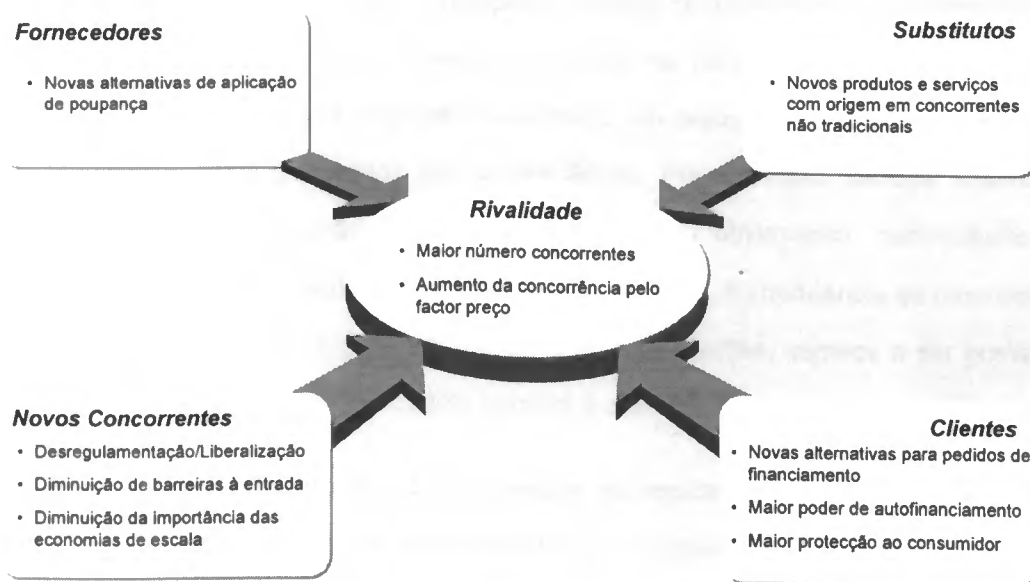 Fornecedores
• Novas alternativas de aplicação
de poupança
Substitutos
• Novos produtos e serviços
com origem em concorrentes
não tradicionais
Rivalidade
• Maior número concorrentes
• Aumento da concorrência pelo
factor preço
Novos Concorrentes
• Desregulamentação/Liberalização
• Diminuição de barreiras à entrada
• Diminuição da importância das
economias de escala
Clientes
• Novas alternativas para pedidos de
financiamento
• Maior poder de autofinanciamento
• Maior protecção ao consumidor